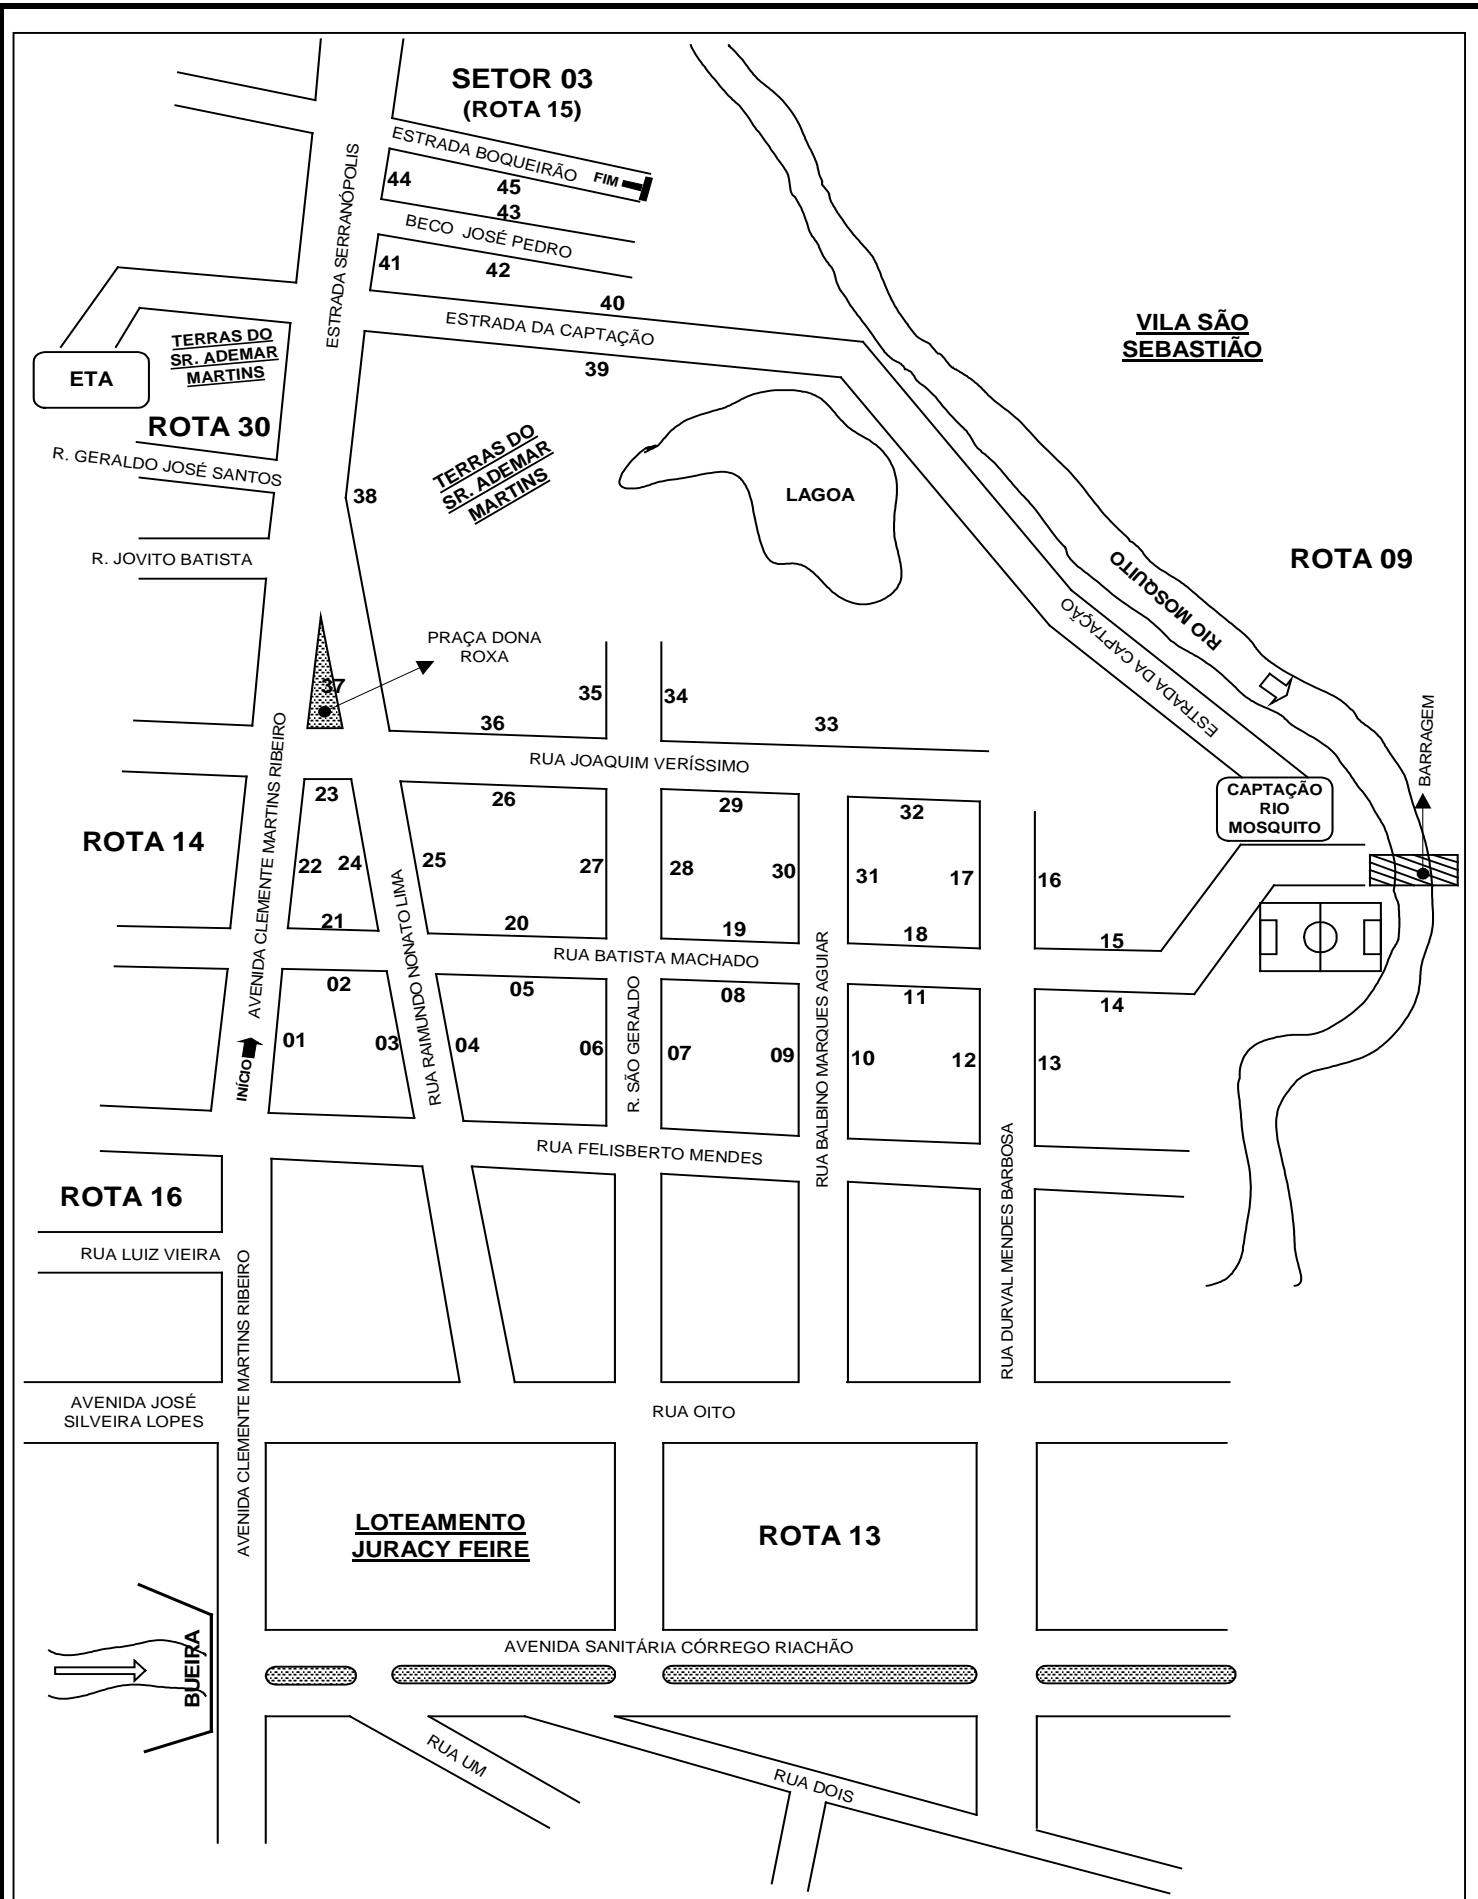 SETOR 03
(ROTA 15)
ESTRADA BOQUEIRÃO
FIM
44
45
43
BECO JOSÉ PEDRO
41
42
40
ESTRADA SERRANÓPOLIS
ESTRADA DA CAPTAÇÃO
39
VILA SÃO
SEBASTIÃO
TERRAS DO
SR. ADEMAR
MARTINS
ETA
ROTA 30
R. GERALDO JOSÉ SANTOS
38
TERRAS DO
SR. ADEMAR
MARTINS
LAGOA
R. JOVITO BATISTA
ROTA 09
RIO MOSQUITO
ESTRADA DA CAPTAÇÃO
PRAÇA DONA
ROXA
37
35
34
36
33
RUA JOAQUIM VERÍSSIMO
BARRAGEM
CAPTAÇÃO
RIO
MOSQUITO
AVENIDA CLEMENTE MARTINS RIBEIRO
23
26
29
32
ROTA 14
22
24
25
27
28
30
31
17
16
RUA RAIMUNDO NONATO LIMA
21
20
19
18
15
RUA BATISTA MACHADO
RUA BALBINO MARQUES AGUIAR
02
05
08
11
14
R. SÃO GERALDO
INÍCIO
01
03
04
06
07
09
10
12
13
RUA FELISBERTO MENDES
RUA DURVAL MENDES BARBOSA
ROTA 16
RUA LUIZ VIEIRA
AVENIDA CLEMENTE MARTINS RIBEIRO
AVENIDA JOSÉ
SILVEIRA LOPES
RUA OITO
LOTEAMENTO
JURACY FEIRE
ROTA 13
AVENIDA SANITÁRIA CÓRREGO RIACHÃO
BUEIRA
RUA UM
RUA DOIS